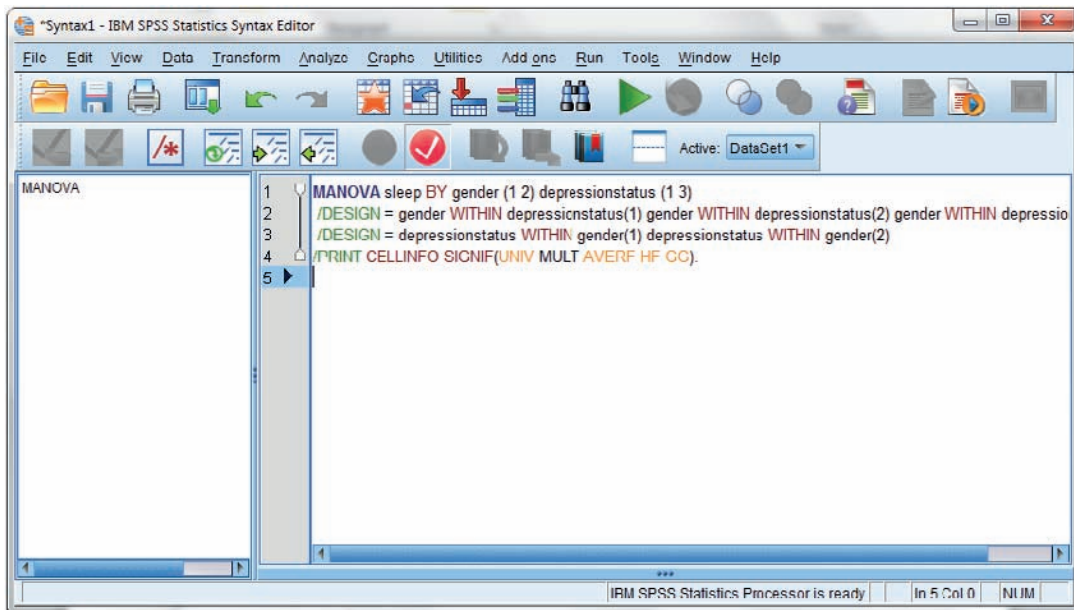 *Syntax1 - IBM SPSS Statistics Syntax Editor
File Edit View Data Transform Analyze Graphs Utilities Add-ons Run Tools Window Help
Active: DataSet1
MANOVA
1 MANOVA sleep BY gender (1 2) depressionstatus (1 3)
2 /DESIGN = gender WITHIN depressionstatus(1) gender WITHIN depressionstatus(2) gender WITHIN depressio
3 /DESIGN = depressionstatus WITHIN gender(1) depressionstatus WITHIN gender(2)
4 /PRINT CELLINFO SIGNIF(UNIV MULT AVERF HF GG).
5
IBM SPSS Statistics Processor is ready In 5 Col 0 NUM